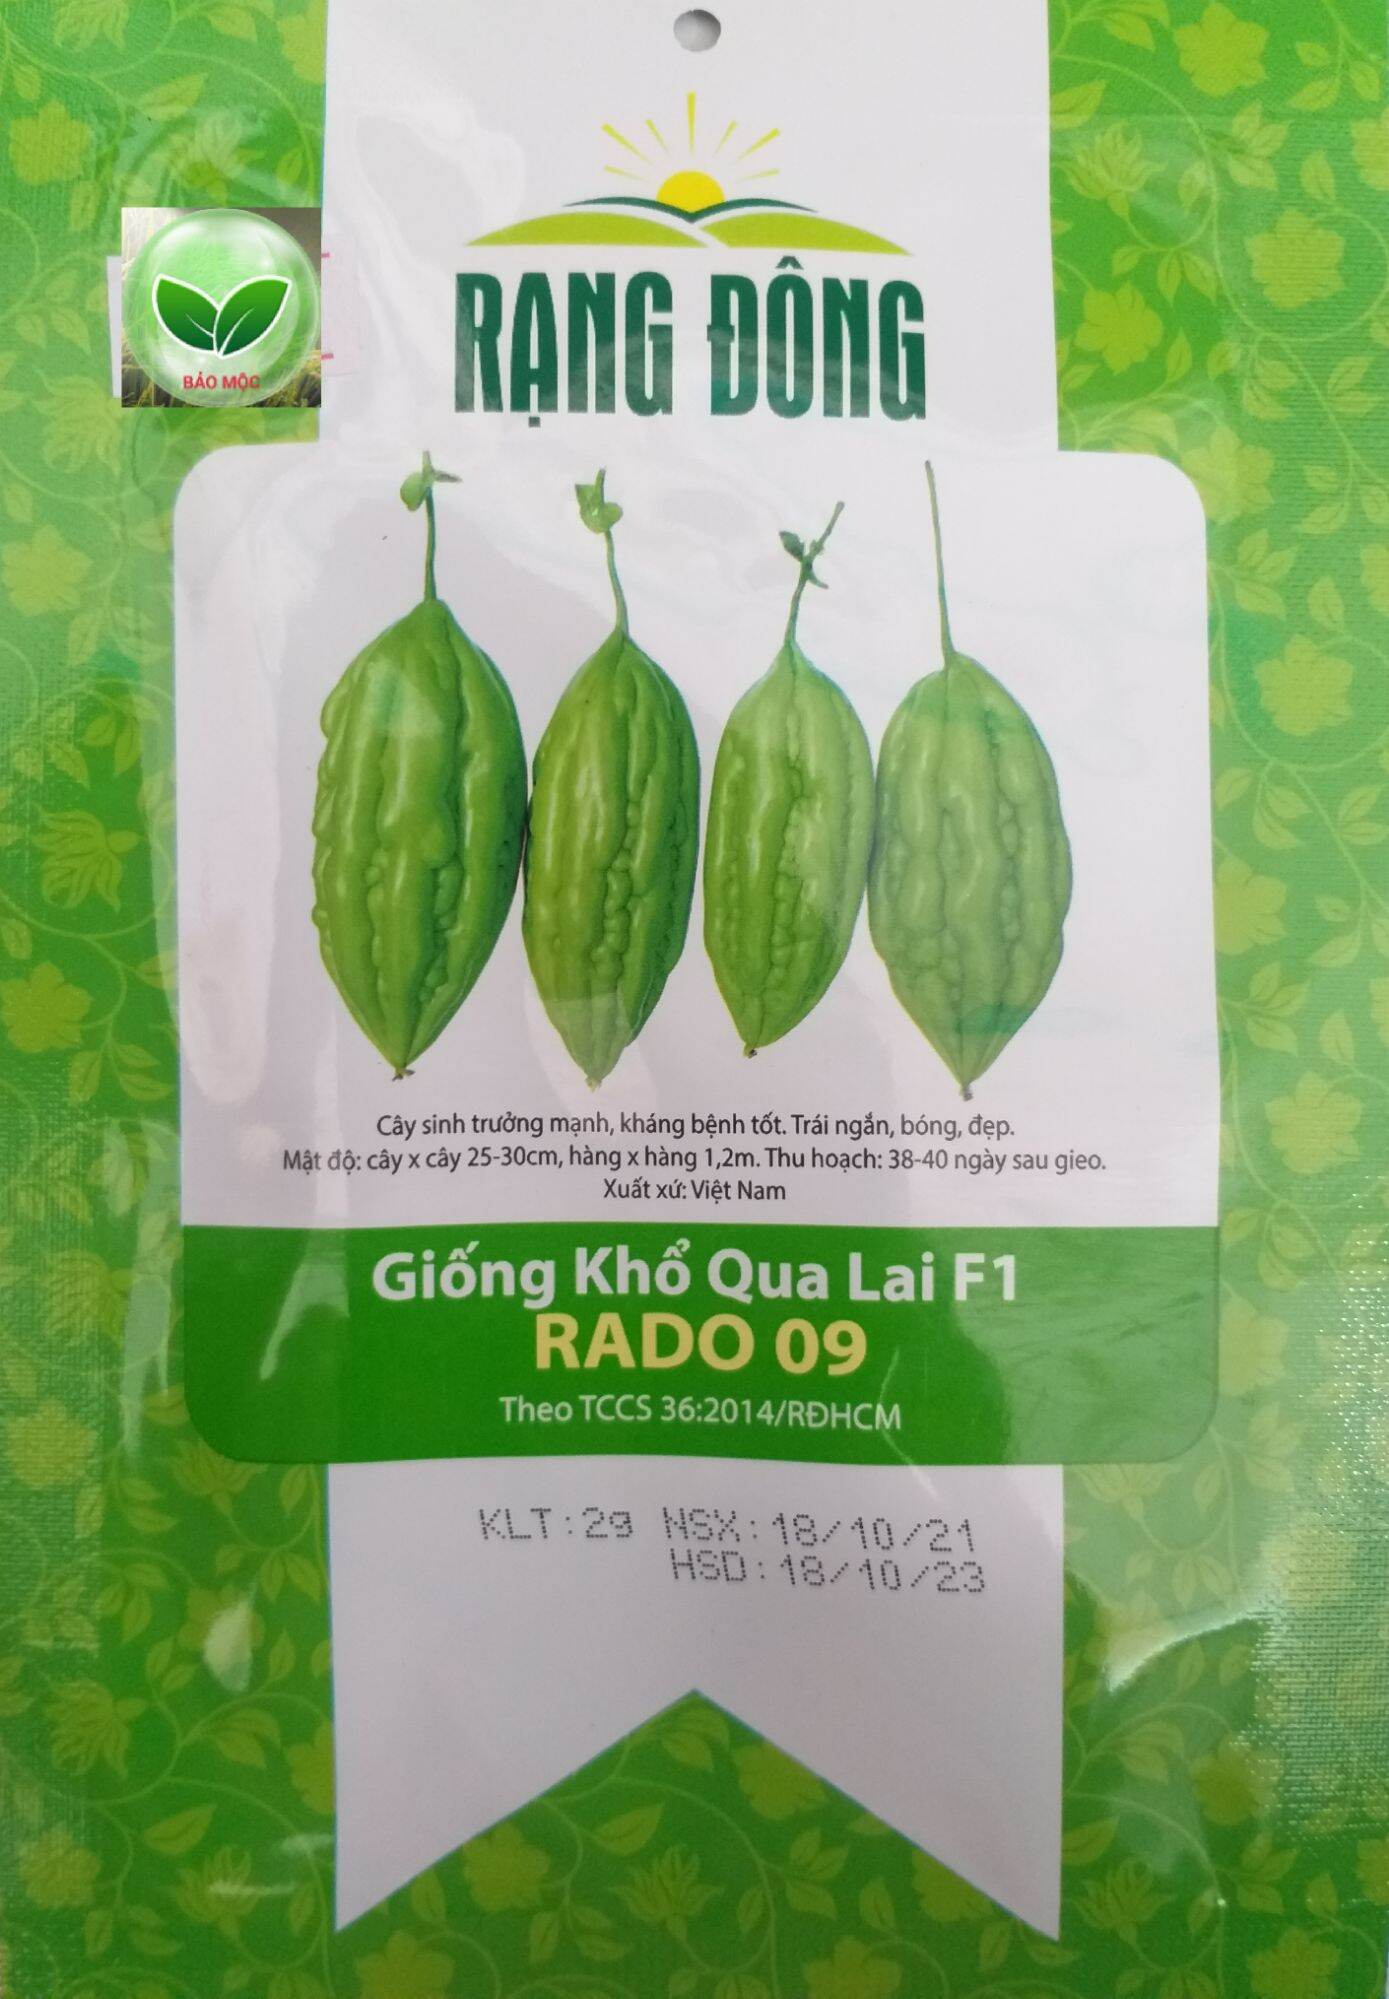 RẠNG ĐÔNG
BẢO MỘC
Cây sinh trưởng mạnh, kháng bệnh tốt. Trái ngắn, bóng, đẹp.
Mật độ: cây x cây 25-30cm, hàng x hàng 1,2m. Thu hoạch: 38-40 ngày sau gieo.
Xuất xứ: Việt Nam
Giống Khổ Qua Lai F1
RADO 09
Theo TCCS 36:2014/RĐHCM
KLT:2g NSX:18/10/21
HSD:18/10/23